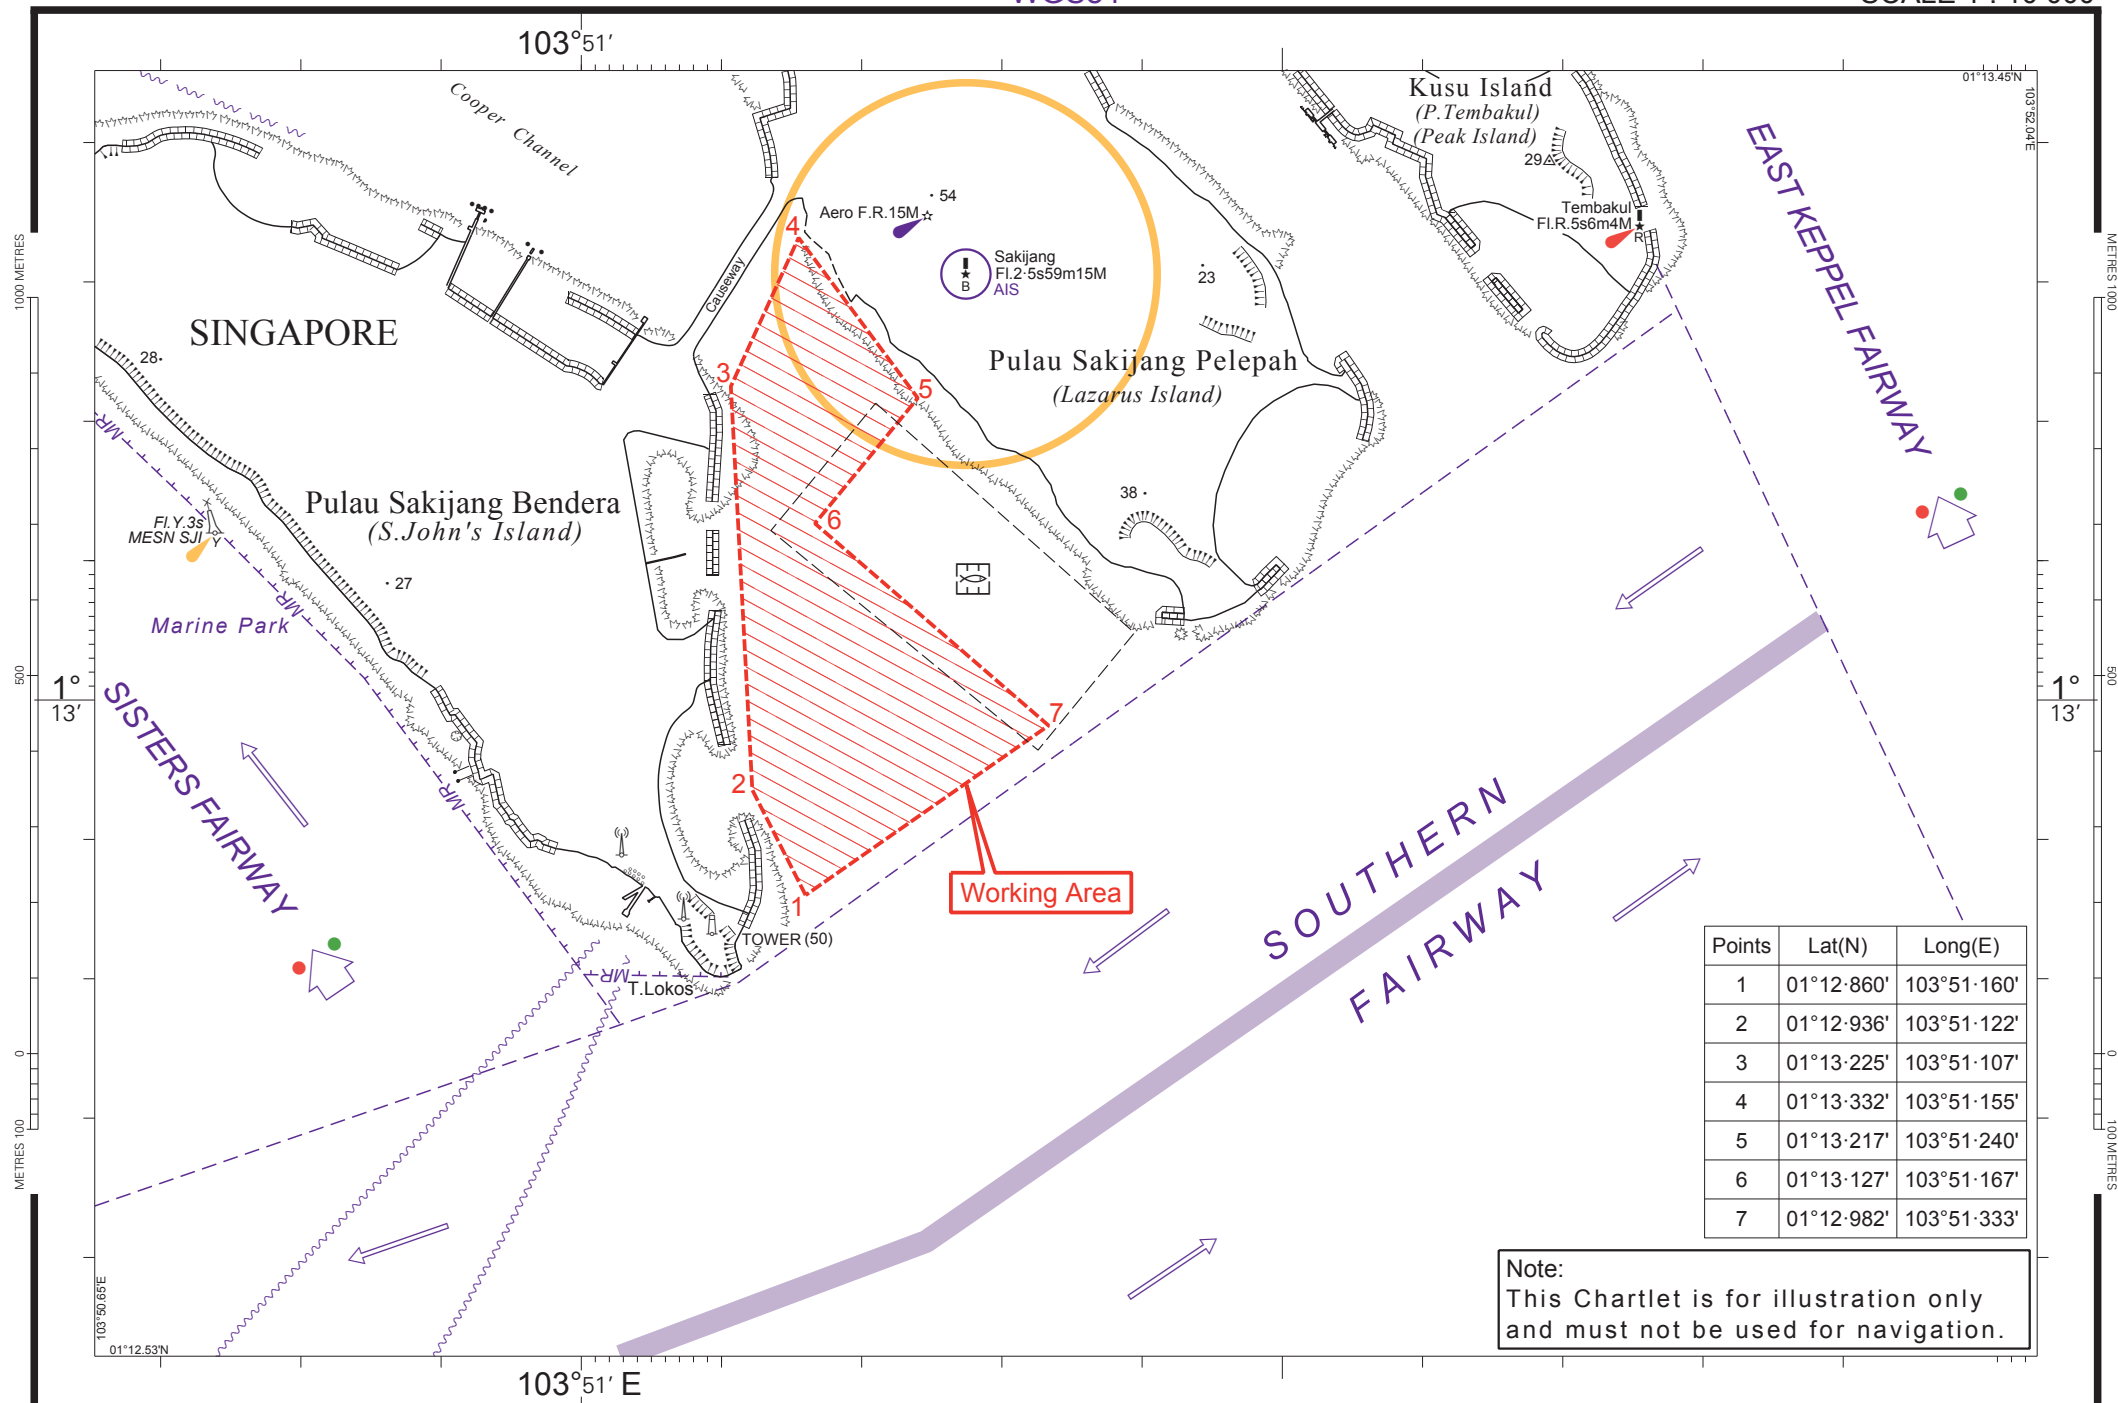 103°51'
01°13.45'N
103°52.04'E
Cooper Channel
Kusu Island
(P.Tembakul)
(Peak Island)
29
Tembakul
Fl.R.5s6m4M
R
EAST KEPPEL FAIRWAY
54
Aero F.R.15M
Sakijang
Fl.2·5s59m15M
AIS
B
23
Causeway
SINGAPORE
28
Pulau Sakijang Pelepah
(Lazarus Island)
38
Pulau Sakijang Bendera
(S.John's Island)
27
Fl.Y.3s
MESN SJI
Y
MR
MR
MR
MR
Marine Park
SISTERS FAIRWAY
4
3
5
6
7
2
1
Working Area
TOWER (50)
T.Lokos
SOUTHERN
FAIRWAY
1°
13'
1°
13'
1000 METRES
500
0
METRES 100
METRES 1000
500
0
100 METRES
Points Lat(N) Long(E)
1 01°12·860' 103°51·160'
2 01°12·936' 103°51·122'
3 01°13·225' 103°51·107'
4 01°13·332' 103°51·155'
5 01°13·217' 103°51·240'
6 01°13·127' 103°51·167'
7 01°12·982' 103°51·333'
Note:
This Chartlet is for illustration only
and must not be used for navigation.
103°50.65'E
01°12.53'N
103°51' E